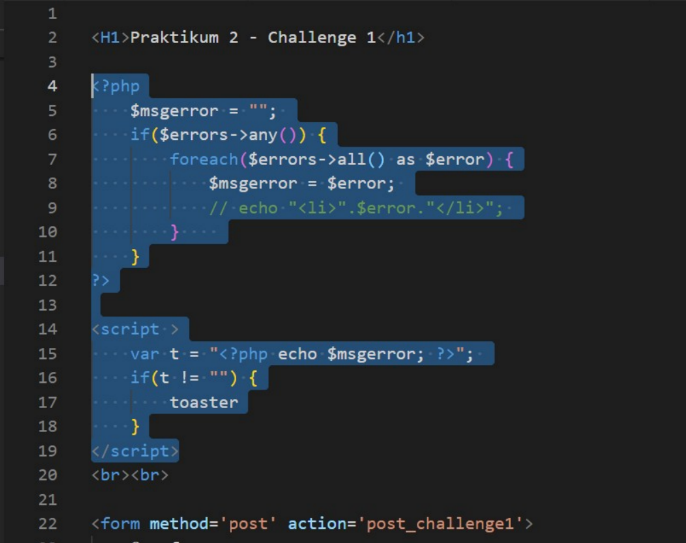 1
2 <H1>Praktikum 2 - Challenge 1</h1>
3
4 <?php
5 $msgerror = "";
6 if($errors->any()) {
7 foreach($errors->all() as $error) {
8 $msgerror = $error;
9 // echo "<li>".$error."</li>";
10 }
11 }
12 ?>
13
14 <script >
15 var t = "<?php echo $msgerror; ?>";
16 if(t != "") {
17 toaster
18 }
19 </script>
20 <br><br>
21
22 <form method='post' action='post_challenge1'>